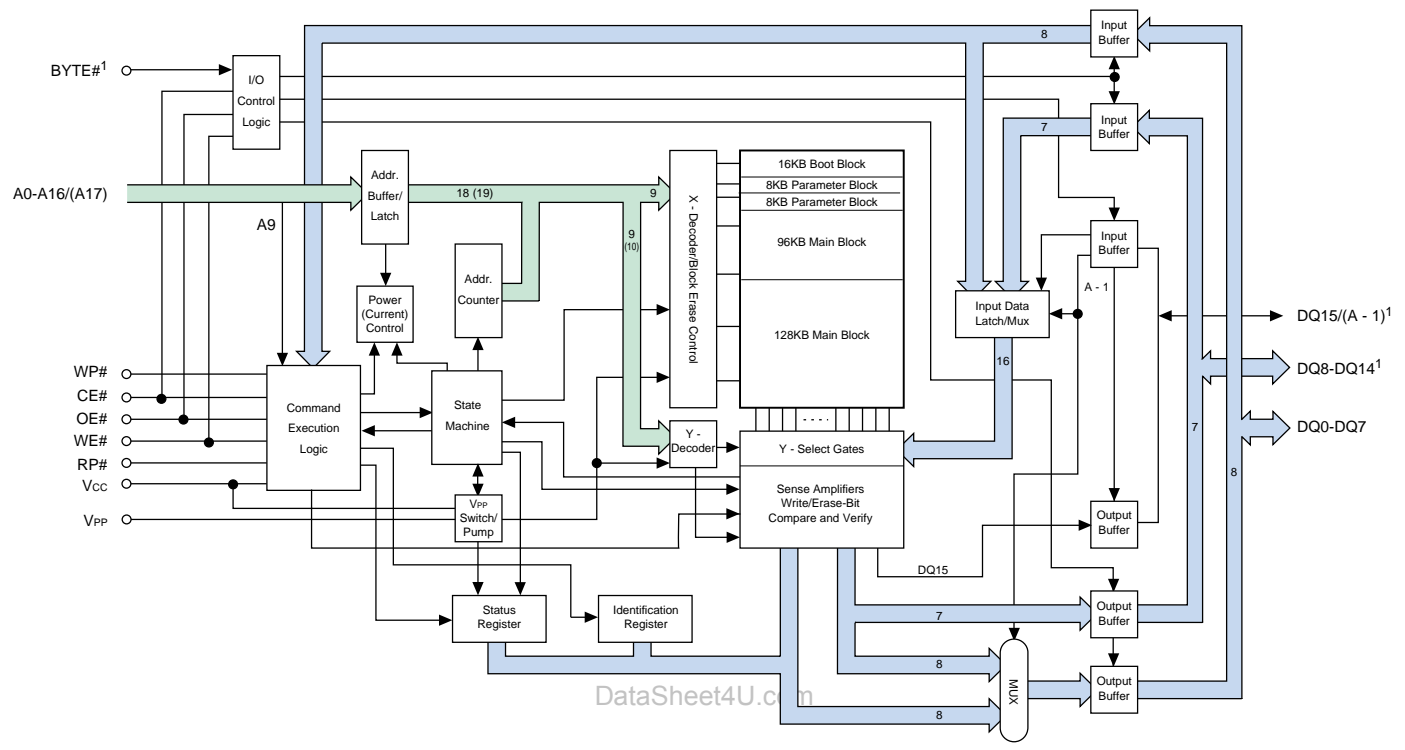 Input
Buffer
8
BYTE#1
I/O
Control
Logic
Input
Buffer
7
16KB Boot Block
8KB Parameter Block
8KB Parameter Block
96KB Main Block
128KB Main Block
X - Decoder/Block Erase Control
Addr.
Buffer/
Latch
A0-A16/(A17)
18 (19)
9
9
(10)
A9
Input
Buffer
A - 1
Addr.
Counter
Power
(Current)
Control
Input Data
Latch/Mux
DQ15/(A - 1)1
16
DQ8-DQ141
WP#
CE#
OE#
WE#
RP#
VCC
VPP
Command
Execution
Logic
State
Machine
Y -
Decoder
- - - -
Y - Select Gates
Sense Amplifiers
Write/Erase-Bit
Compare and Verify
7
DQ0-DQ7
8
VPP
Switch/
Pump
Output
Buffer
DQ15
Status
Register
Identification
Register
7
Output
Buffer
8
MUX
Output
Buffer
8
DataSheet4U.com